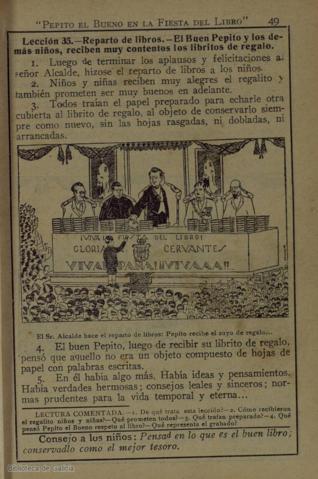 "PEPITO EL BUENO EN LA FIESTA DEL LIBRO" 49
Lección 35.—Reparto de libros.—El Buen Pepito y los de-
más niños, reciben muy contentos los libritos de regalo.
1. Luego de terminar los aplausos y felicitaciones al
señor Alcalde, hízose el reparto de libros a los niños.
2. Niños y niñas reciben muy alegres el regalito y
también prometen ser muy buenos en adelante.
3. Todos traían el papel preparado para echarle otra
cubierta al librito de regalo, al objeto de conservarlo siem-
pre como nuevo, sin las hojas rasgadas, ni dobladas, ni
arrancadas.
¡VIVA LA FIESTA DEL LIBRO!
GLORIA CERVANTES
VIVA ESPAÑA! ¡VIVAAA!!
El Sr. Alcalde hace el reparto de libros: Pepito recibe el suyo de regalo...
4. El buen Pepito, luego de recibir su librito de regalo,
pensó que aquello no era un objeto compuesto de hojas de
papel con palabras escritas.
5. En él había algo más, Había ideas y pensamientos.
Había verdades hermosas; consejos leales y sinceros; nor-
mas prudentes para la vida temporal y eterna...
LECTURA COMENTADA.—1. De qué trata esta lección?—2. Cómo recibieron
el regalito niños y niñas?—Qué prometen todos?—3. Qué traían preparado?—4. Qué
pensó Pepito el Bueno respeto al libro?—Qué representa el grabado?
Consejo a los niños: Pensad en lo que es el buen libro;
conservadlo como el mejor tesoro.
Biblioteca de Galicia